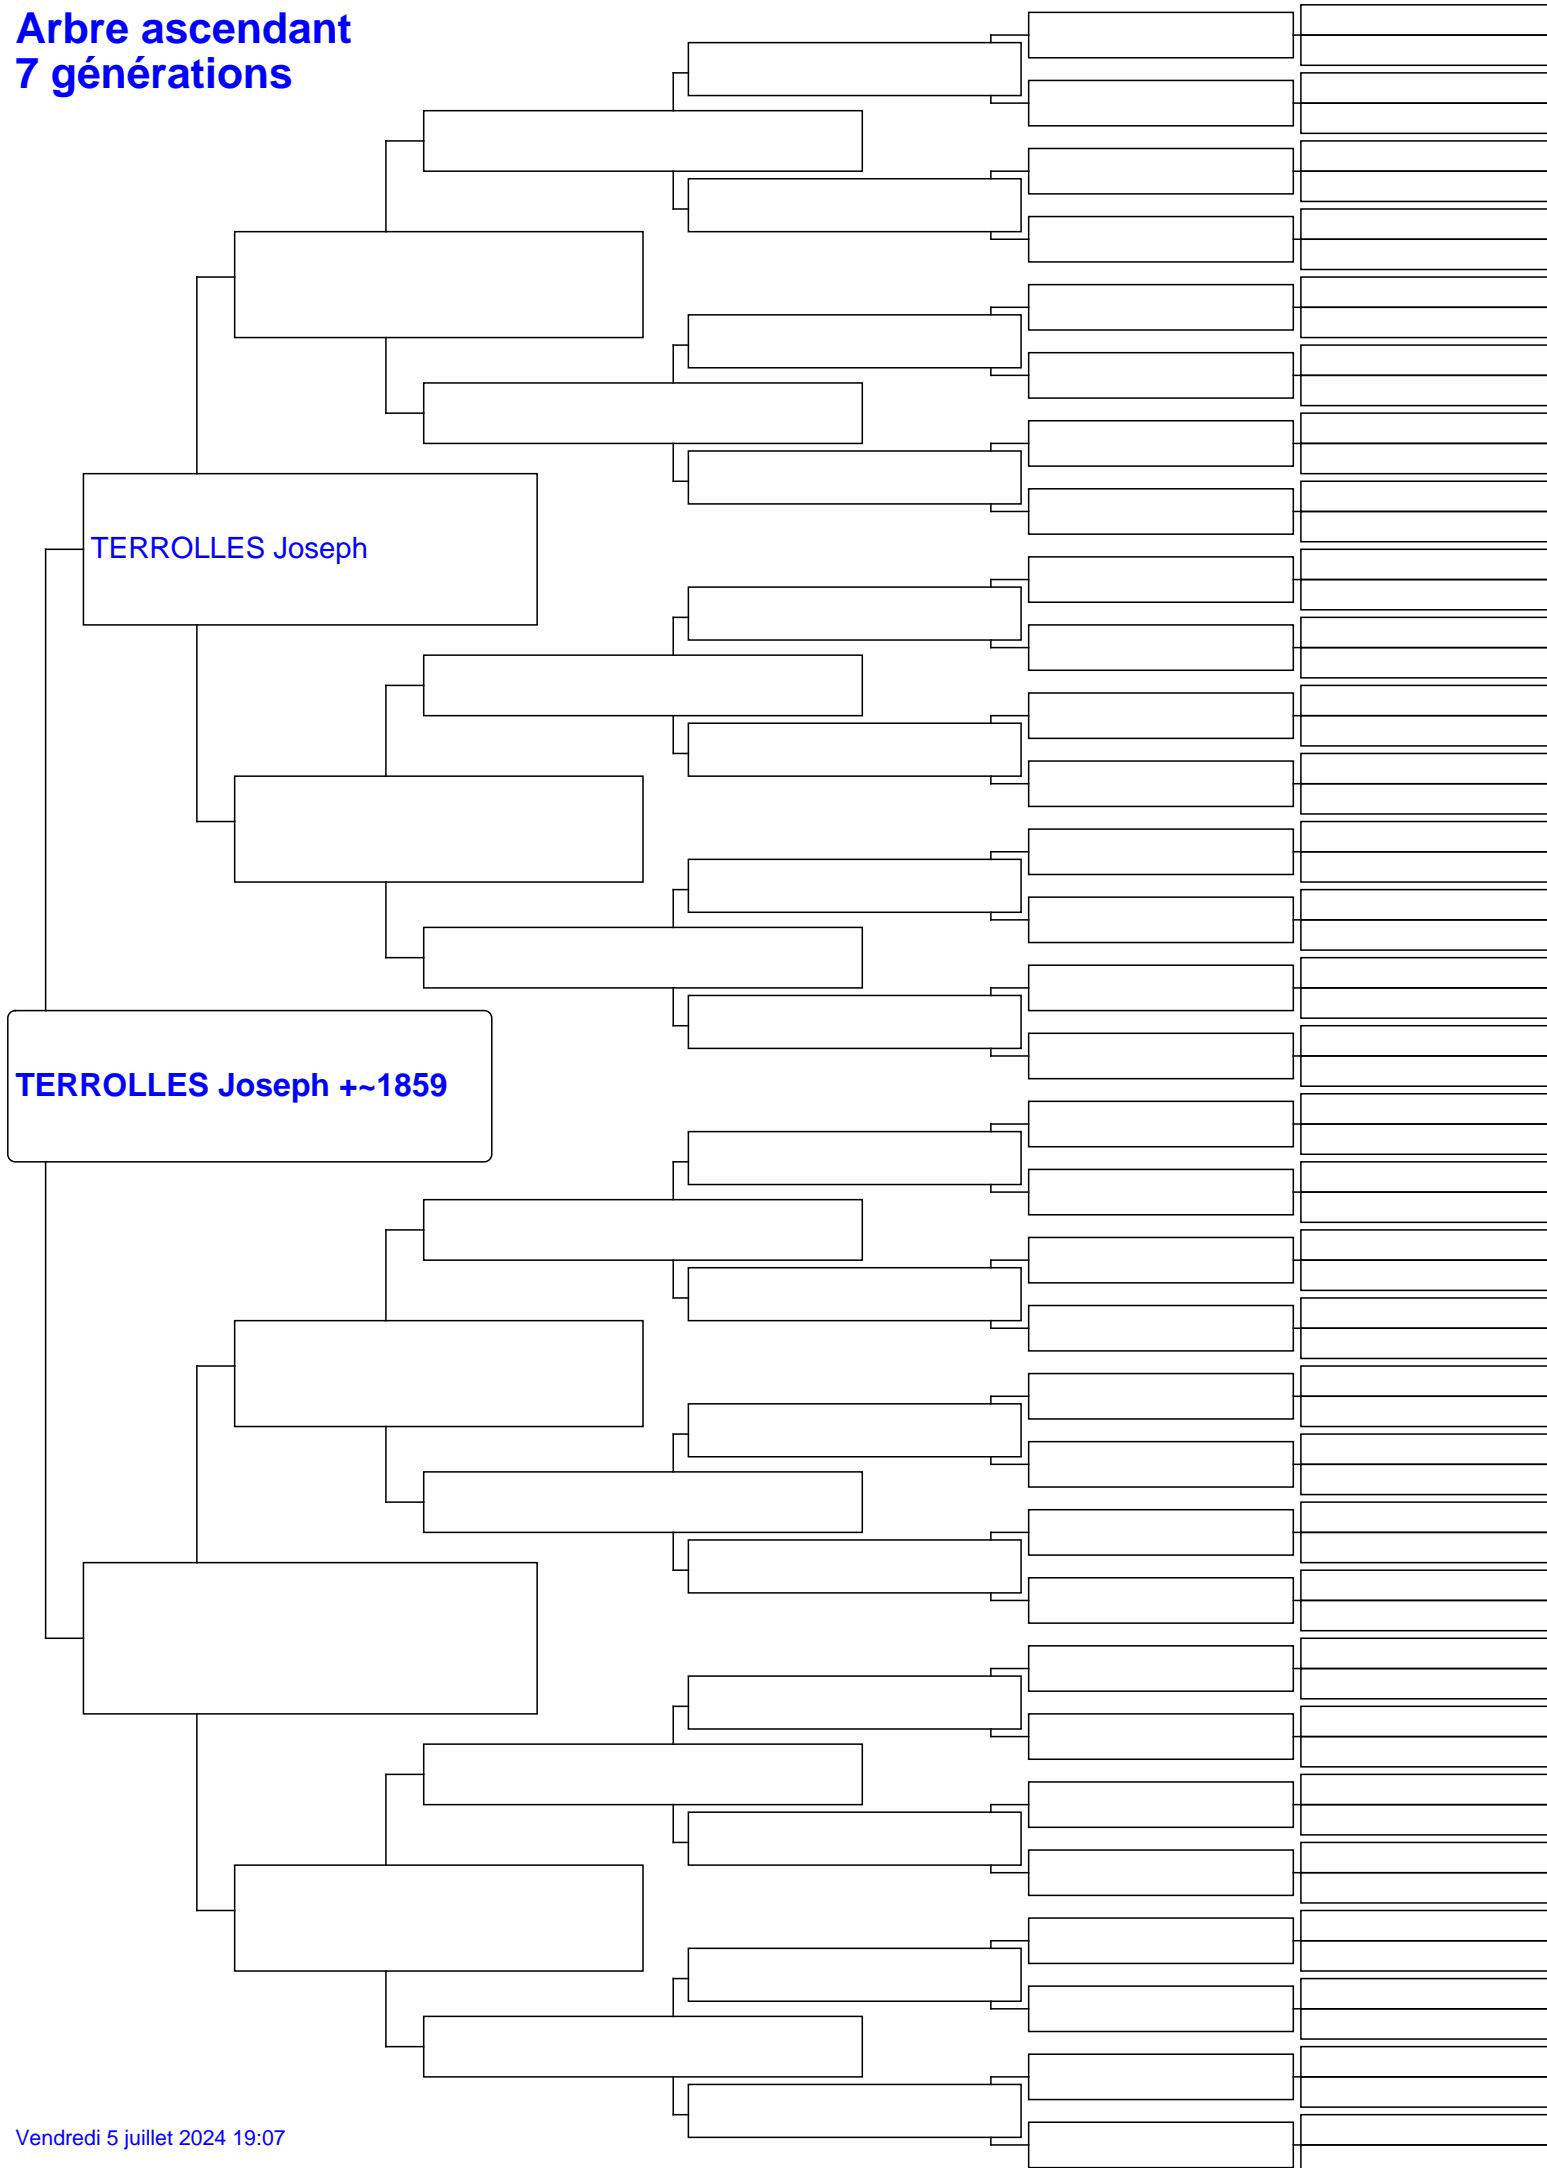 Arbre ascendant
7 générations
TERROLLES Joseph
TERROLLES Joseph +~1859
Vendredi 5 juillet 2024 19:07